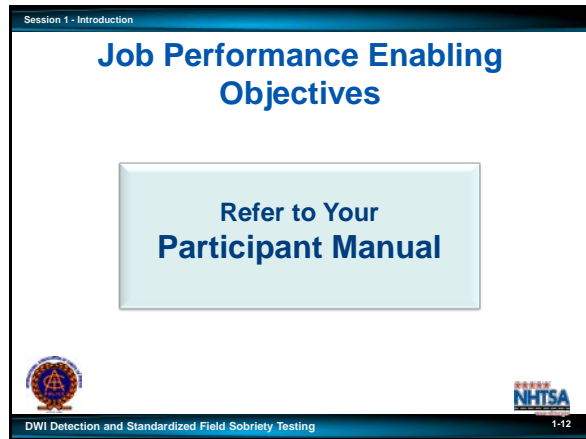 Session 1 - Introduction
Job Performance Enabling
Objectives
Refer to Your
Participant Manual
NHTSA
DWI Detection and Standardized Field Sobriety Testing
1-12